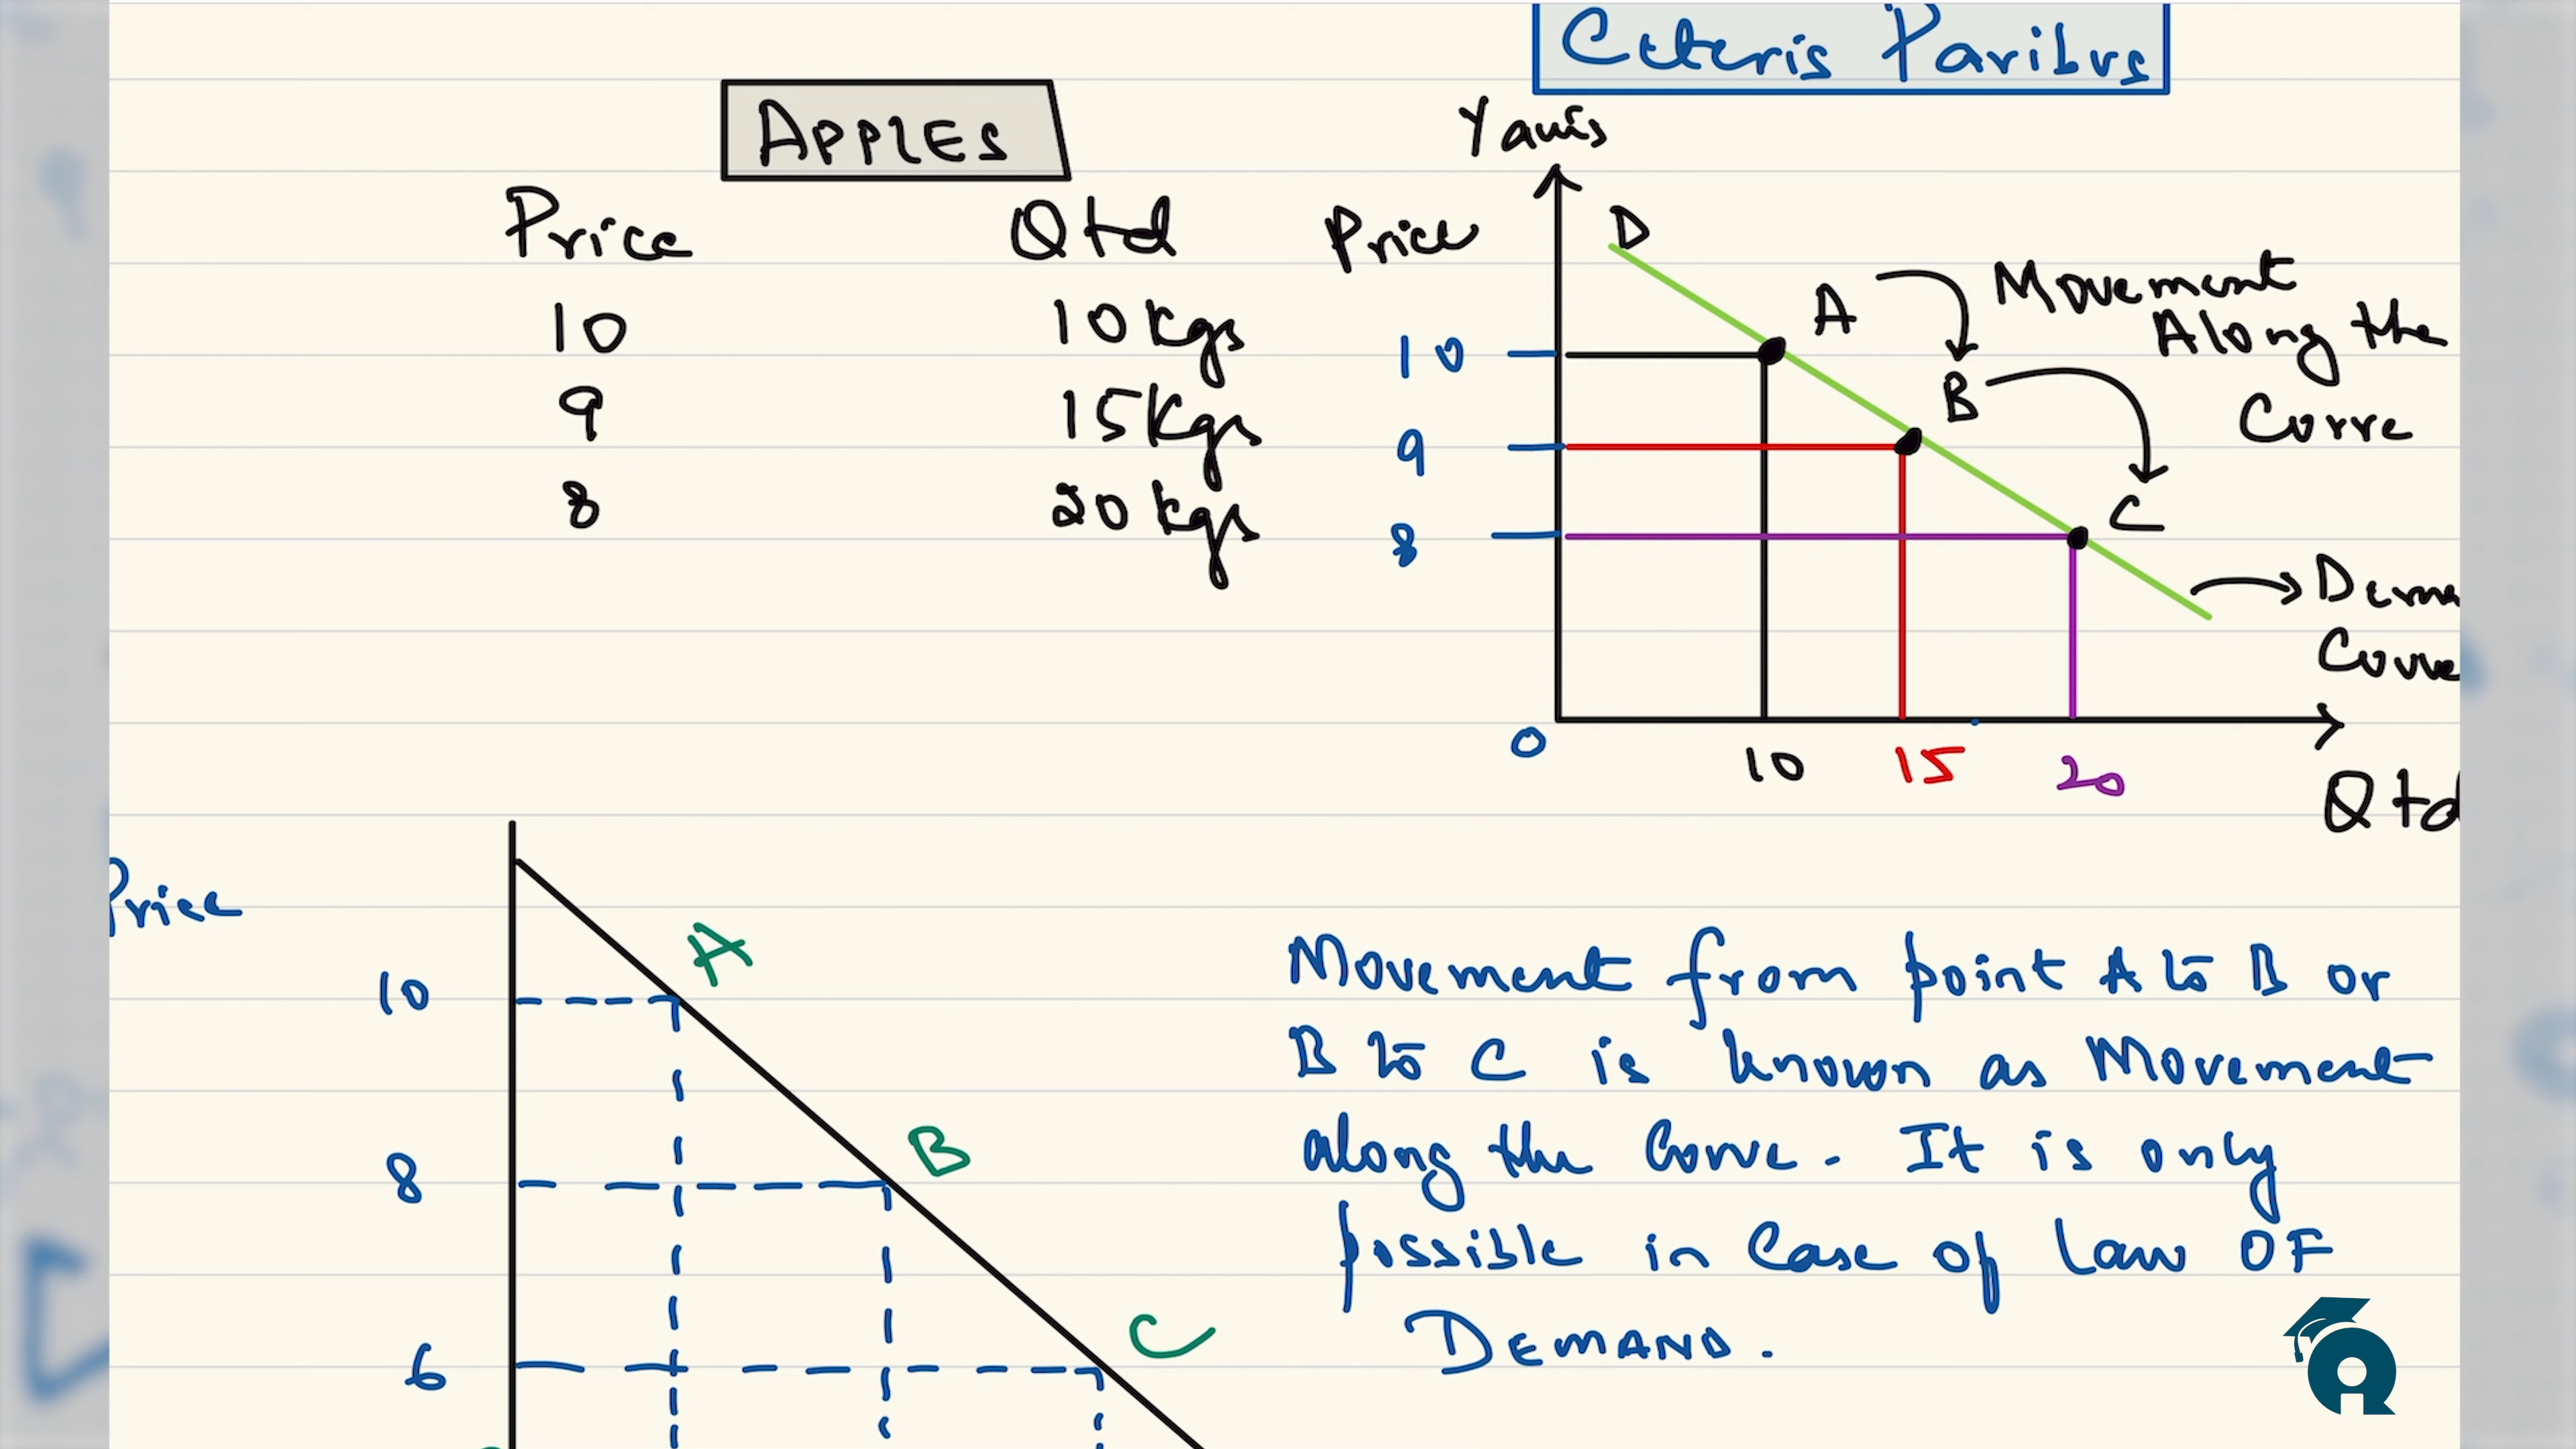 Ceteris Paribus
APPLES
Price Qtd
10 10 kgs
9 15 kgs
8 20 kgs
Y axis
Price
D
A
Movement
Along the
Curve
B
C
10
9
8
Dema
Curve
0
10 15 20
Qtd
Price
10
8
6
A
B
C
Movement from point A to B or
B to C is known as Movement
along the Curve. It is only
possible in Case of Law OF
DEMAND.